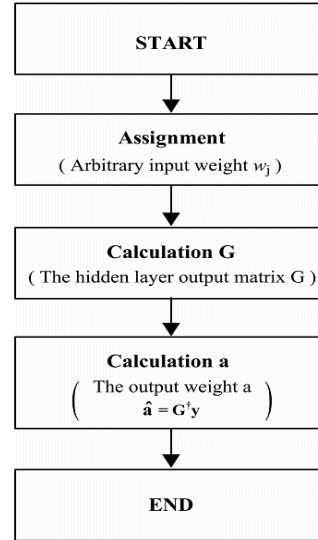 START
Assignment
( Arbitrary input weight wj )
Calculation G
( The hidden layer output matrix G )
Calculation a
( The output weight a
â = G†y )
END